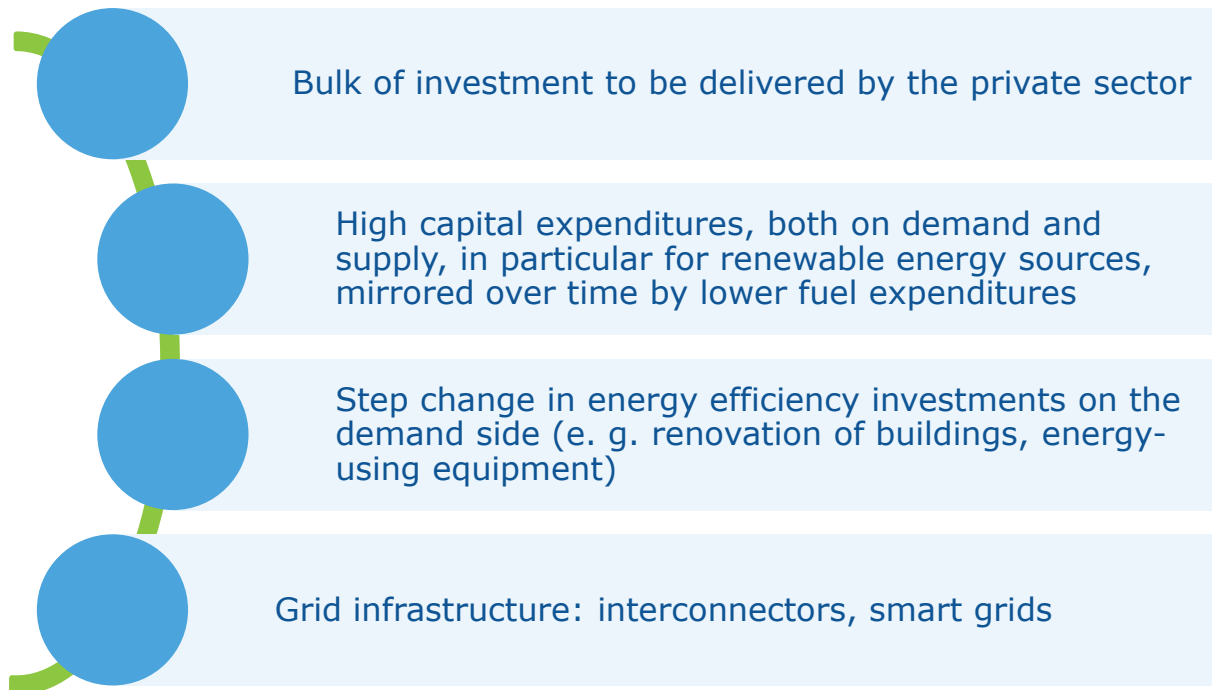 Bulk of investment to be delivered by the private sector
High capital expenditures, both on demand and
supply, in particular for renewable energy sources,
mirrored over time by lower fuel expenditures
Step change in energy efficiency investments on the
demand side (e. g. renovation of buildings, energy-
using equipment)
Grid infrastructure: interconnectors, smart grids